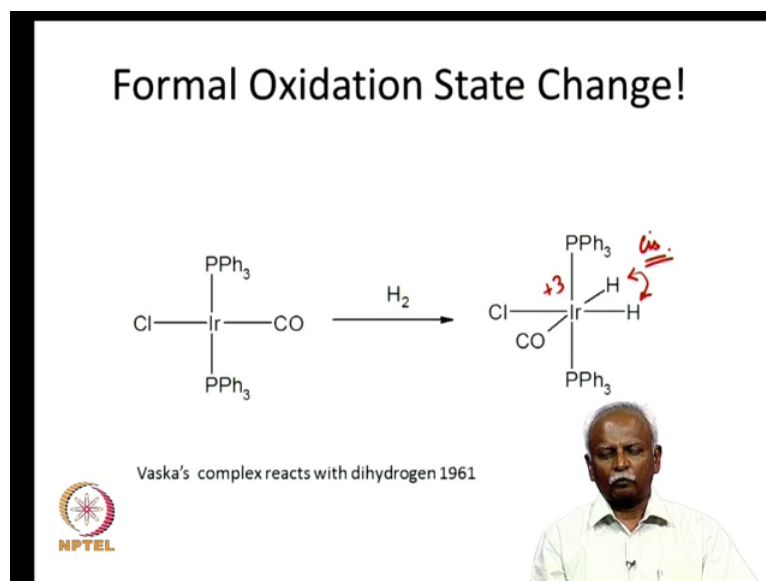 Formal Oxidation State Change!
PPh3
Cl Ir CO
PPh3
H2
PPh3 cis.
+3 H
Cl Ir H
CO
PPh3
Vaska's complex reacts with dihydrogen 1961
NPTEL